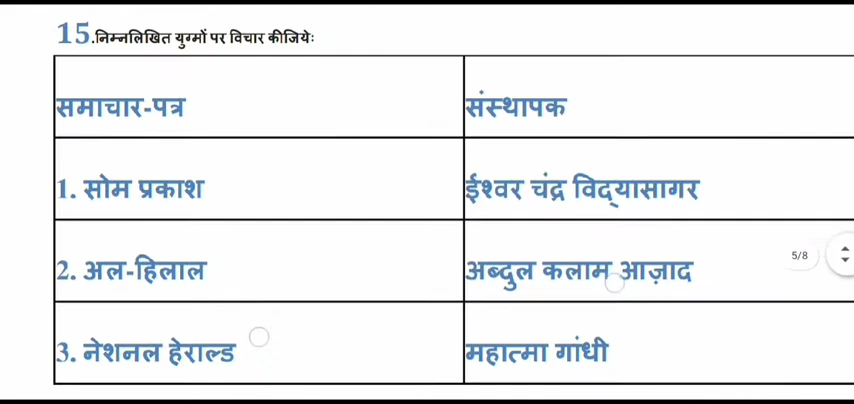 15.निम्नलिखित युग्मों पर विचार कीजियेः
समाचार-पत्र संस्थापक
1. सोम प्रकाश ईश्वर चंद्र विद्यासागर
2. अल-हिलाल अब्दुल कलाम आज़ाद
5/8
3. नेशनल हेराल्ड महात्मा गांधी